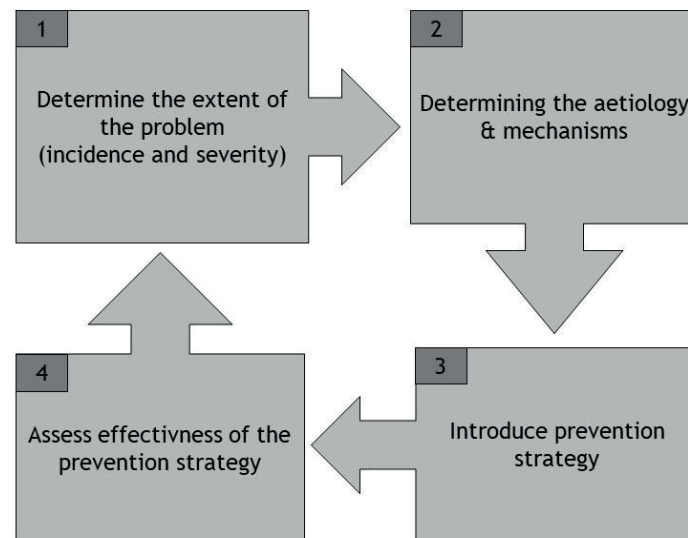 1
Determine the extent of
the problem
(incidence and severity)
2
Determining the aetiology
& mechanisms
3
Introduce prevention
strategy
4
Assess effectivness of the
prevention strategy